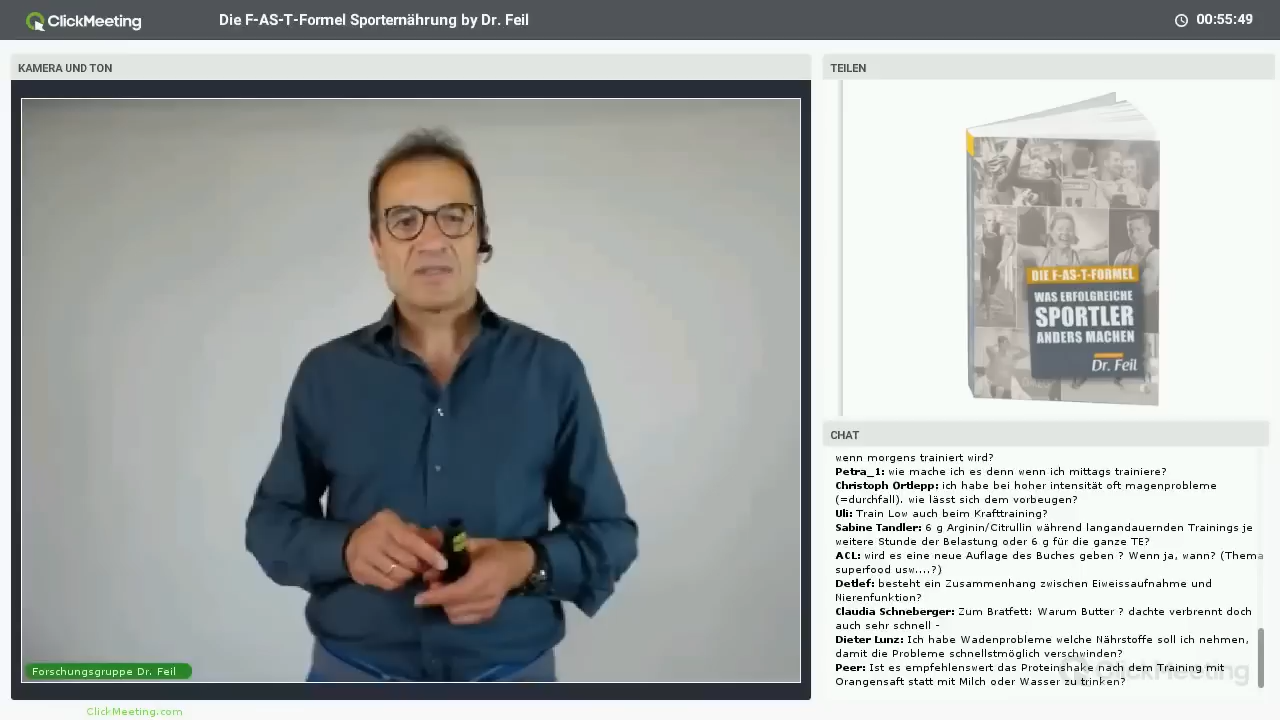 ClickMeeting
Die F-AS-T-Formel Sporternährung by Dr. Feil
00:55:49
KAMERA UND TON
Forschungsgruppe Dr. Feil
ClickMeeting.com
TEILEN
DIE F-AS-T-FORMEL
WAS ERFOLGREICHE
SPORTLER
ANDERS MACHEN
Dr. Feil
CHAT
wenn morgens trainiert wird?
Petra_1: wie mache ich es denn wenn ich mittags trainiere?
Christoph Ortlepp: ich habe bei hoher intensität oft magenprobleme
(=durchfall). wie lässt sich dem vorbeugen?
Uli: Train Low auch beim Krafttraining?
Sabine Tandler: 6 g Arginin/Citrullin während langandauernden Trainings je
weitere Stunde der Belastung oder 6 g für die ganze TE?
ACL: wird es eine neue Auflage des Buches geben ? Wenn ja, wann? (Thema
superfood usw....?)
Detlef: besteht ein Zusammenhang zwischen Eiweissaufnahme und
Nierenfunktion?
Claudia Schneberger: Zum Bratfett: Warum Butter ? dachte verbrennt doch
auch sehr schnell -
Dieter Lunz: Ich habe Wadenprobleme welche Nährstoffe soll ich nehmen,
damit die Probleme schnellstmöglich verschwinden?
Peer: Ist es empfehlenswert das Proteinshake nach dem Training mit
Orangensaft statt mit Milch oder Wasser zu trinken?
ClickMeeting